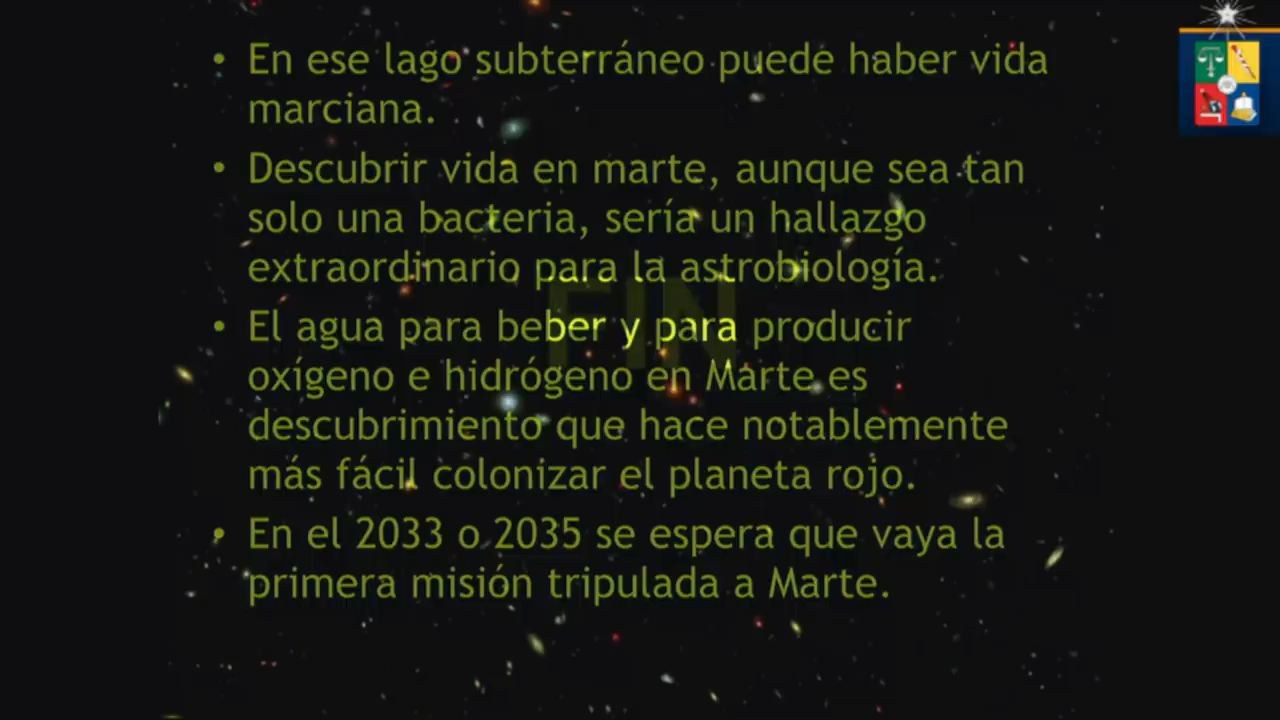 • En ese lago subterráneo puede haber vida
marciana.
• Descubrir vida en marte, aunque sea tan
solo una bacteria, sería un hallazgo
extraordinario para la astrobiología.
FIN
• El agua para beber y para producir
oxígeno e hidrógeno en Marte es
descubrimiento que hace notablemente
más fácil colonizar el planeta rojo.
• En el 2033 o 2035 se espera que vaya la
primera misión tripulada a Marte.